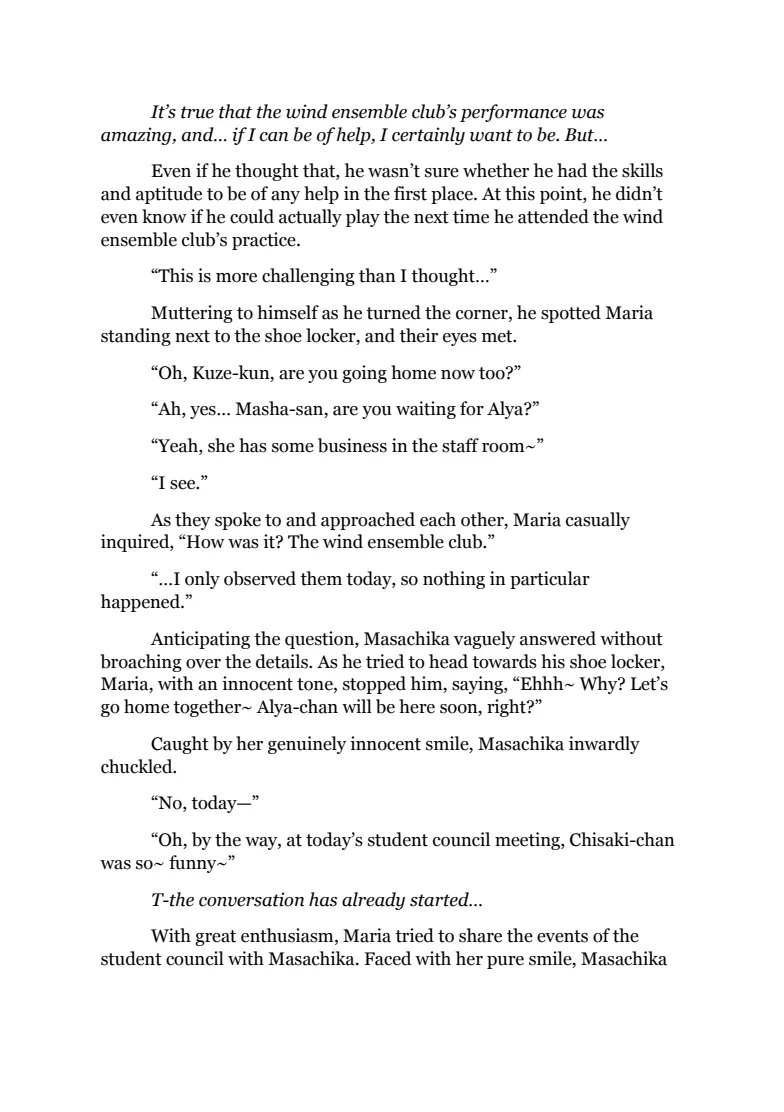 It’s true that the wind ensemble club’s performance was
amazing, and… if I can be of help, I certainly want to be. But…
Even if he thought that, he wasn’t sure whether he had the skills
and aptitude to be of any help in the first place. At this point, he didn’t
even know if he could actually play the next time he attended the wind
ensemble club’s practice.
“This is more challenging than I thought…”
Muttering to himself as he turned the corner, he spotted Maria
standing next to the shoe locker, and their eyes met.
“Oh, Kuze-kun, are you going home now too?”
“Ah, yes… Masha-san, are you waiting for Alya?”
“Yeah, she has some business in the staff room~”
“I see.”
As they spoke to and approached each other, Maria casually
inquired, “How was it? The wind ensemble club.”
“…I only observed them today, so nothing in particular
happened.”
Anticipating the question, Masachika vaguely answered without
broaching over the details. As he tried to head towards his shoe locker,
Maria, with an innocent tone, stopped him, saying, “Ehhh~ Why? Let’s
go home together~ Alya-chan will be here soon, right?”
Caught by her genuinely innocent smile, Masachika inwardly
chuckled.
“No, today—”
“Oh, by the way, at today’s student council meeting, Chisaki-chan
was so~ funny~”
T-the conversation has already started…
With great enthusiasm, Maria tried to share the events of the
student council with Masachika. Faced with her pure smile, Masachika